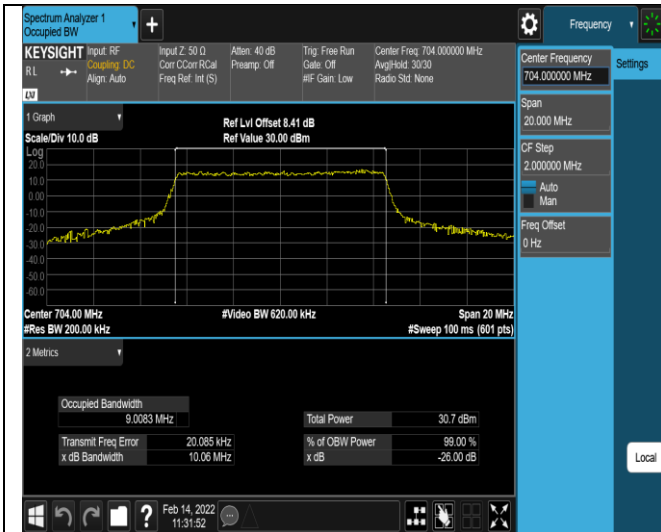 Spectrum Analyzer 1
Occupied BW
+
Frequency
KEYSIGHT
RL
LXI
Input: RF
Coupling: DC
Align: Auto
Input Z: 50 Ω
Corr CCorr RCal
Freq Ref: Int (S)
Atten: 40 dB
Preamp: Off
Trig: Free Run
Gate: Off
#IF Gain: Low
Center Freq: 704.000000 MHz
Avg|Hold: 30/30
Radio Std: None
Center Frequency
704.000000 MHz
Settings
Span
20.000 MHz
CF Step
2.000000 MHz
Auto
Man
Freq Offset
0 Hz
Local
1 Graph
Scale/Div 10.0 dB
Ref Lvl Offset 8.41 dB
Ref Value 30.00 dBm
Log
20.0
10.0
0.00
-10.0
-20.0
-30.0
-40.0
-50.0
-60.0
Center 704.00 MHz
#Video BW 620.00 kHz
Span 20 MHz
#Res BW 200.00 kHz
#Sweep 100 ms (601 pts)
2 Metrics
Occupied Bandwidth
9.0083 MHz
Total Power 30.7 dBm
Transmit Freq Error 20.085 kHz
% of OBW Power 99.00 %
x dB Bandwidth 10.06 MHz
x dB -26.00 dB
?
Feb 14, 2022
11:31:52